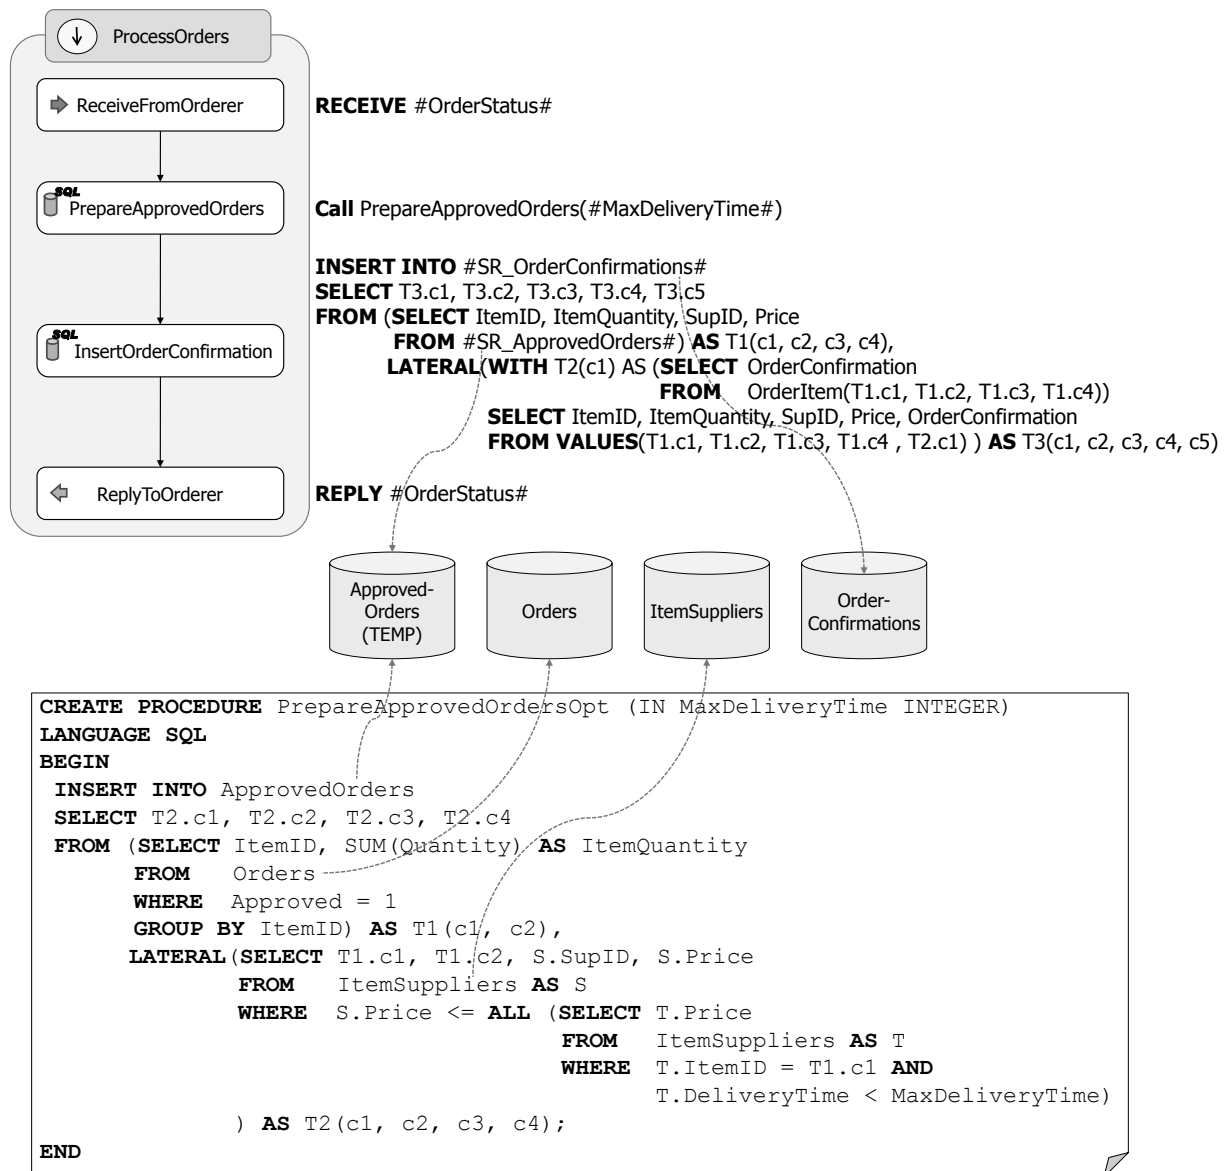 ProcessOrders
ReceiveFromOrderer
RECEIVE #OrderStatus#
SQL
PrepareApprovedOrders
Call PrepareApprovedOrders(#MaxDeliveryTime#)
INSERT INTO #SR_OrderConfirmations#
SELECT T3.c1, T3.c2, T3.c3, T3.c4, T3.c5
FROM (SELECT ItemID, ItemQuantity, SupID, Price
FROM #SR_ApprovedOrders#) AS T1(c1, c2, c3, c4),
LATERAL(WITH T2(c1) AS (SELECT OrderConfirmation
FROM OrderItem(T1.c1, T1.c2, T1.c3, T1.c4))
SELECT ItemID, ItemQuantity, SupID, Price, OrderConfirmation
FROM VALUES(T1.c1, T1.c2, T1.c3, T1.c4 , T2.c1) ) AS T3(c1, c2, c3, c4, c5)
SQL
InsertOrderConfirmation
ReplyToOrderer
REPLY #OrderStatus#
Approved-
Orders
(TEMP)
Orders
ItemSuppliers
Order-
Confirmations
CREATE PROCEDURE PrepareApprovedOrdersOpt (IN MaxDeliveryTime INTEGER)
LANGUAGE SQL
BEGIN
INSERT INTO ApprovedOrders
SELECT T2.c1, T2.c2, T2.c3, T2.c4
FROM (SELECT ItemID, SUM(Quantity) AS ItemQuantity
FROM Orders
WHERE Approved = 1
GROUP BY ItemID) AS T1(c1, c2),
LATERAL(SELECT T1.c1, T1.c2, S.SupID, S.Price
FROM ItemSuppliers AS S
WHERE S.Price <= ALL (SELECT T.Price
FROM ItemSuppliers AS T
WHERE T.ItemID = T1.c1 AND
T.DeliveryTime < MaxDeliveryTime)
) AS T2(c1, c2, c3, c4);
END